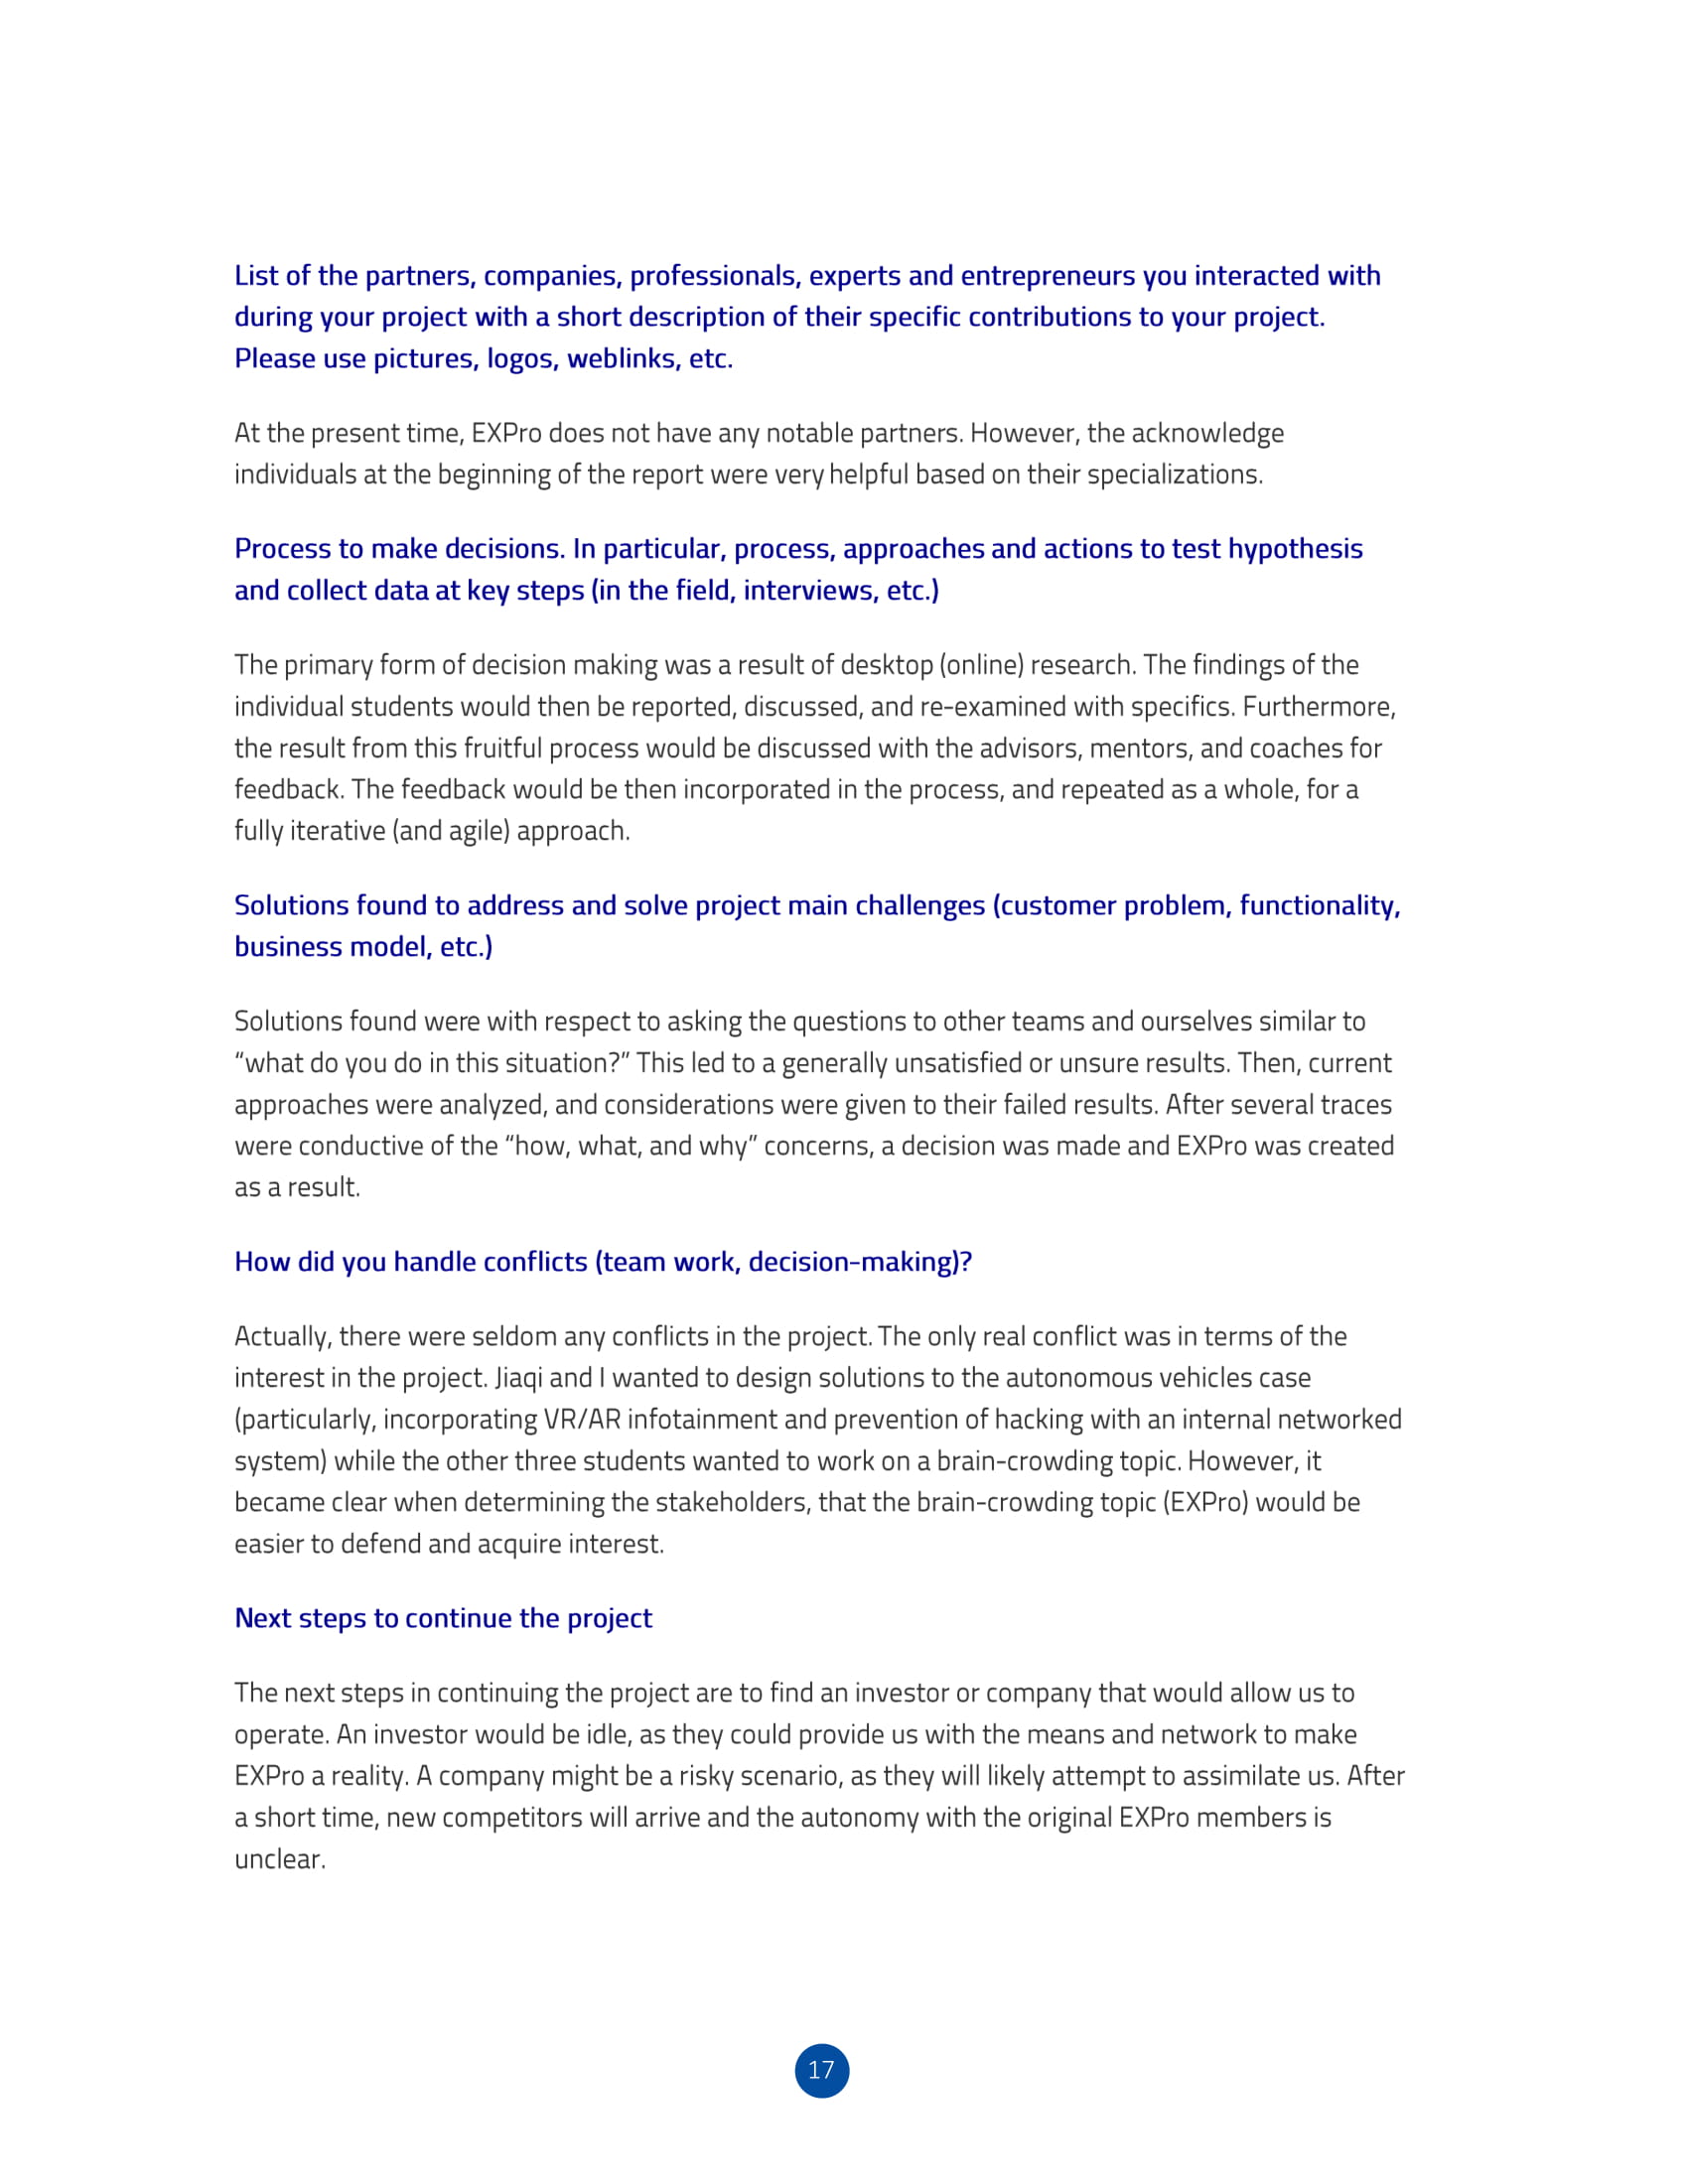 List of the partners, companies, professionals, experts and entrepreneurs you interacted with
during your project with a short description of their specific contributions to your project.
Please use pictures, logos, weblinks, etc.
At the present time, EXPro does not have any notable partners. However, the acknowledge
individuals at the beginning of the report were very helpful based on their specializations.
Process to make decisions. In particular, process, approaches and actions to test hypothesis
and collect data at key steps (in the field, interviews, etc.)
The primary form of decision making was a result of desktop (online) research. The findings of the
individual students would then be reported, discussed, and re-examined with specifics. Furthermore,
the result from this fruitful process would be discussed with the advisors, mentors, and coaches for
feedback. The feedback would be then incorporated in the process, and repeated as a whole, for a
fully iterative (and agile) approach.
Solutions found to address and solve project main challenges (customer problem, functionality,
business model, etc.)
Solutions found were with respect to asking the questions to other teams and ourselves similar to
“what do you do in this situation?” This led to a generally unsatisfied or unsure results. Then, current
approaches were analyzed, and considerations were given to their failed results. After several traces
were conductive of the “how, what, and why” concerns, a decision was made and EXPro was created
as a result.
How did you handle conflicts (team work, decision-making)?
Actually, there were seldom any conflicts in the project. The only real conflict was in terms of the
interest in the project. Jiaqi and I wanted to design solutions to the autonomous vehicles case
(particularly, incorporating VR/AR infotainment and prevention of hacking with an internal networked
system) while the other three students wanted to work on a brain-crowding topic. However, it
became clear when determining the stakeholders, that the brain-crowding topic (EXPro) would be
easier to defend and acquire interest.
Next steps to continue the project
The next steps in continuing the project are to find an investor or company that would allow us to
operate. An investor would be idle, as they could provide us with the means and network to make
EXPro a reality. A company might be a risky scenario, as they will likely attempt to assimilate us. After
a short time, new competitors will arrive and the autonomy with the original EXPro members is
unclear.
17